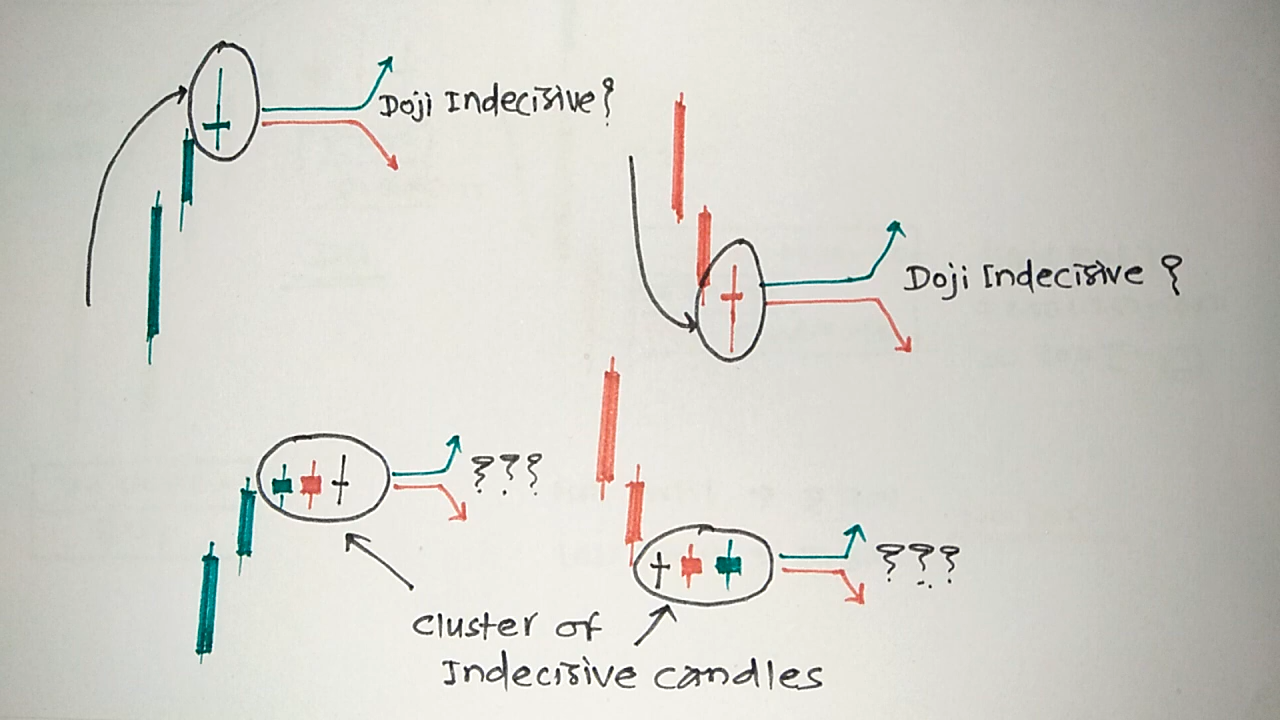 Doji Indecisive?
Doji Indecisive ?
???
???
cluster of
Indecisive candles